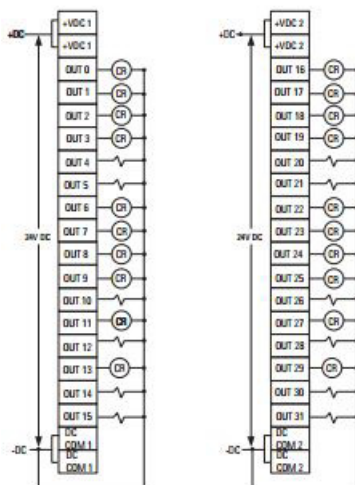 +DC
+VDC 1
+VDC 1
OUT 0 CR
OUT 1 CR
OUT 2 CR
OUT 3 CR
OUT 4
OUT 5
OUT 6 CR
OUT 7 CR
24V DC
OUT 8 CR
OUT 9 CR
OUT 10
OUT 11 CR
OUT 12
OUT 13 CR
OUT 14
OUT 15
-DC
DC
COM 1
DC
COM 1
+DC
+VDC 2
+VDC 2
OUT 16 CR
OUT 17 CR
OUT 18 CR
OUT 19 CR
OUT 20
OUT 21
OUT 22 CR
OUT 23 CR
24V DC
OUT 24 CR
OUT 25 CR
OUT 26
OUT 27 CR
OUT 28
OUT 29 CR
OUT 30
OUT 31
-DC
DC
COM 2
DC
COM 2